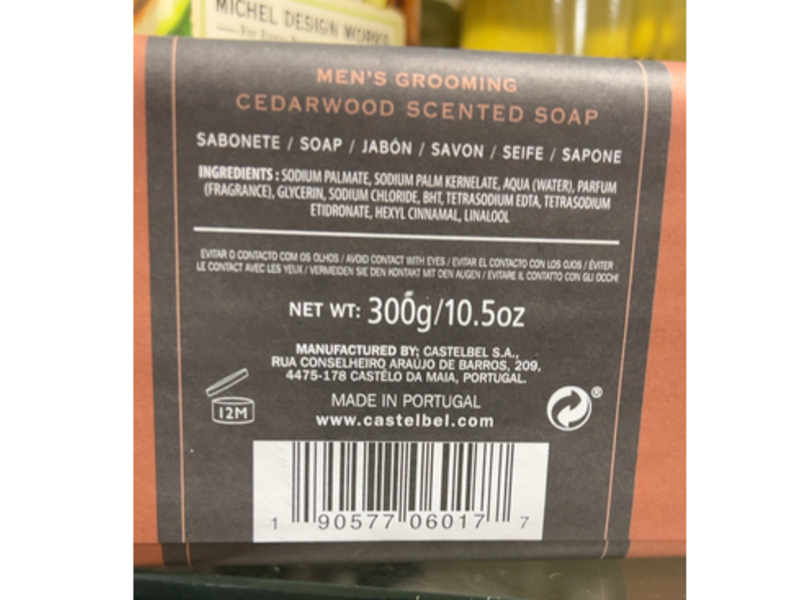 MICHEL DESIGN WORKS
MEN'S GROOMING
CEDARWOOD SCENTED SOAP
SABONETE / SOAP / JABÓN / SAVON / SEIFE / SAPONE
INGREDIENTS : SODIUM PALMATE, SODIUM PALM KERNELATE, AQUA (WATER), PARFUM
(FRAGRANCE), GLYCERIN, SODIUM CHLORIDE, BHT, TETRASODIUM EDTA, TETRASODIUM
ETIDRONATE, HEXYL CINNAMAL, LINALOOL
EVITAR O CONTACTO COM OS OLHOS / AVOID CONTACT WITH EYES / EVITAR EL CONTACTO CON LOS OJOS / ÉVITER
LE CONTACT AVEC LES YEUX / VERMEIDEN SIE DEN KONTAKT MIT DEN AUGEN / EVITARE IL CONTATTO CON GLI OCCHI
NET WT: 300g/10.5oz
MANUFACTURED BY: CASTELBEL S.A.,
RUA CONSELHEIRO ARAÚJO DE BARROS, 209,
4475-178 CASTÊLO DA MAIA, PORTUGAL.
MADE IN PORTUGAL
www.castelbel.com
12M
®
1 90577 06017 7